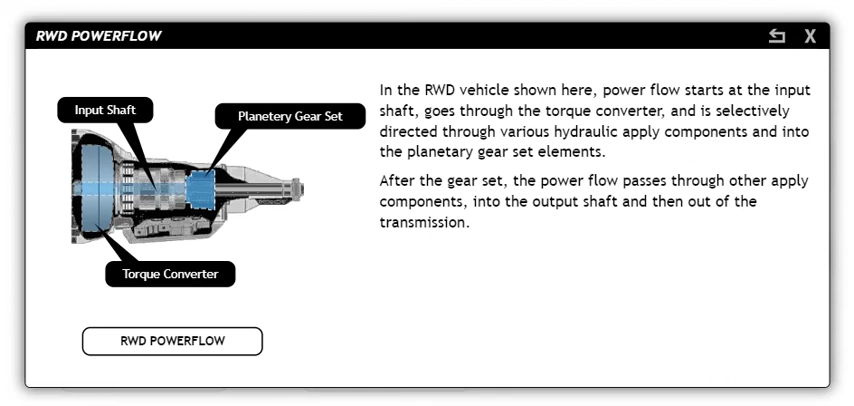 RWD POWERFLOW
X
Input Shaft
Planetery Gear Set
Torque Converter
RWD POWERFLOW
In the RWD vehicle shown here, power flow starts at the input
shaft, goes through the torque converter, and is selectively
directed through various hydraulic apply components and into
the planetary gear set elements.
After the gear set, the power flow passes through other apply
components, into the output shaft and then out of the
transmission.